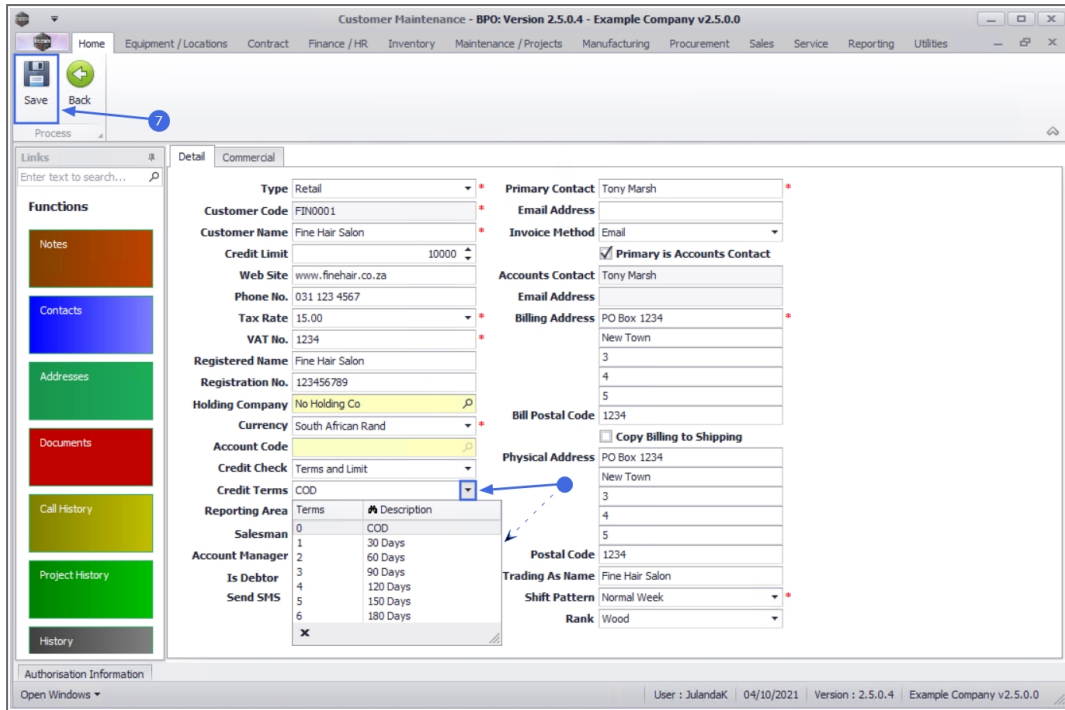 Customer Maintenance - BPO: Version 2.5.0.4 - Example Company v2.5.0.0
Home Equipment / Locations Contract Finance / HR Inventory Maintenance / Projects Manufacturing Procurement Sales Service Reporting Utilities
Save Back
7
Process
Links
Enter text to search...
Functions
Notes
Contacts
Addresses
Documents
Call History
Project History
History
Detail Commercial
Type Retail *
Customer Code FIN0001 *
Customer Name Fine Hair Salon *
Credit Limit 10000
Web Site www.finehair.co.za
Phone No. 031 123 4567
Tax Rate 15.00 *
VAT No. 1234 *
Registered Name Fine Hair Salon
Registration No. 123456789
Holding Company No Holding Co
Currency South African Rand *
Account Code
Credit Check Terms and Limit
Credit Terms COD
Reporting Area
Salesman
Account Manager
Is Debtor
Send SMS
Terms Description
0 COD
1 30 Days
2 60 Days
3 90 Days
4 120 Days
5 150 Days
6 180 Days
x
Primary Contact Tony Marsh *
Email Address
Invoice Method Email
Primary is Accounts Contact
Accounts Contact Tony Marsh
Email Address
Billing Address PO Box 1234 *
New Town
3
4
5
Bill Postal Code 1234
Copy Billing to Shipping
Physical Address PO Box 1234
New Town
3
4
5
Postal Code 1234
Trading As Name Fine Hair Salon
Shift Pattern Normal Week *
Rank Wood
Authorisation Information
Open Windows User : JulandaK 04/10/2021 Version : 2.5.0.4 Example Company v2.5.0.0